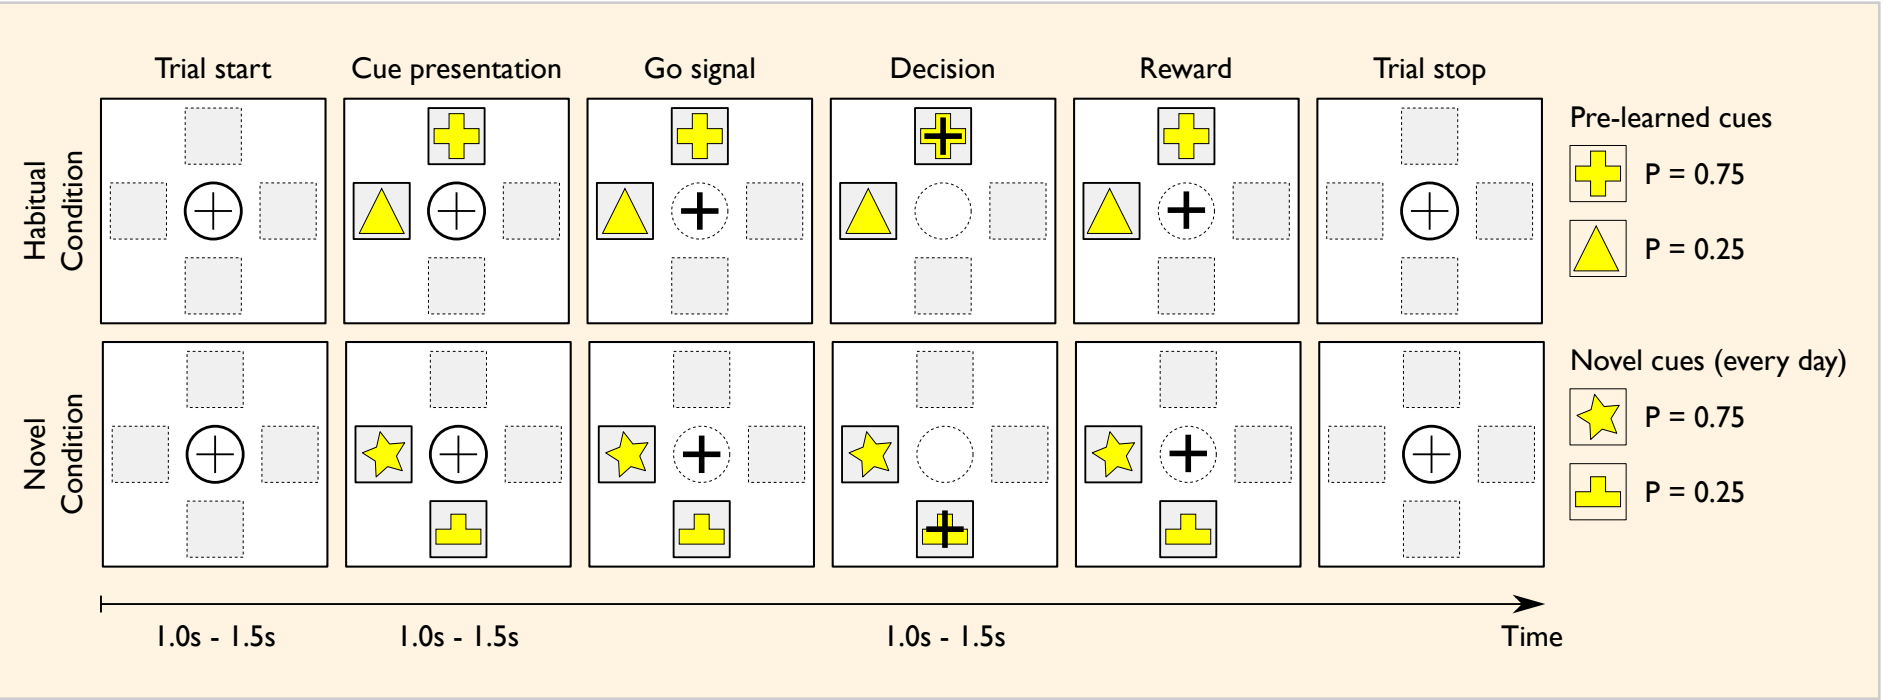 Trial start
Cue presentation
Go signal
Decision
Reward
Trial stop
Habitual
Condition
Pre-learned cues
P = 0.75
P = 0.25
Novel
Condition
Novel cues (every day)
P = 0.75
P = 0.25
1.0s - 1.5s
1.0s - 1.5s
1.0s - 1.5s
Time